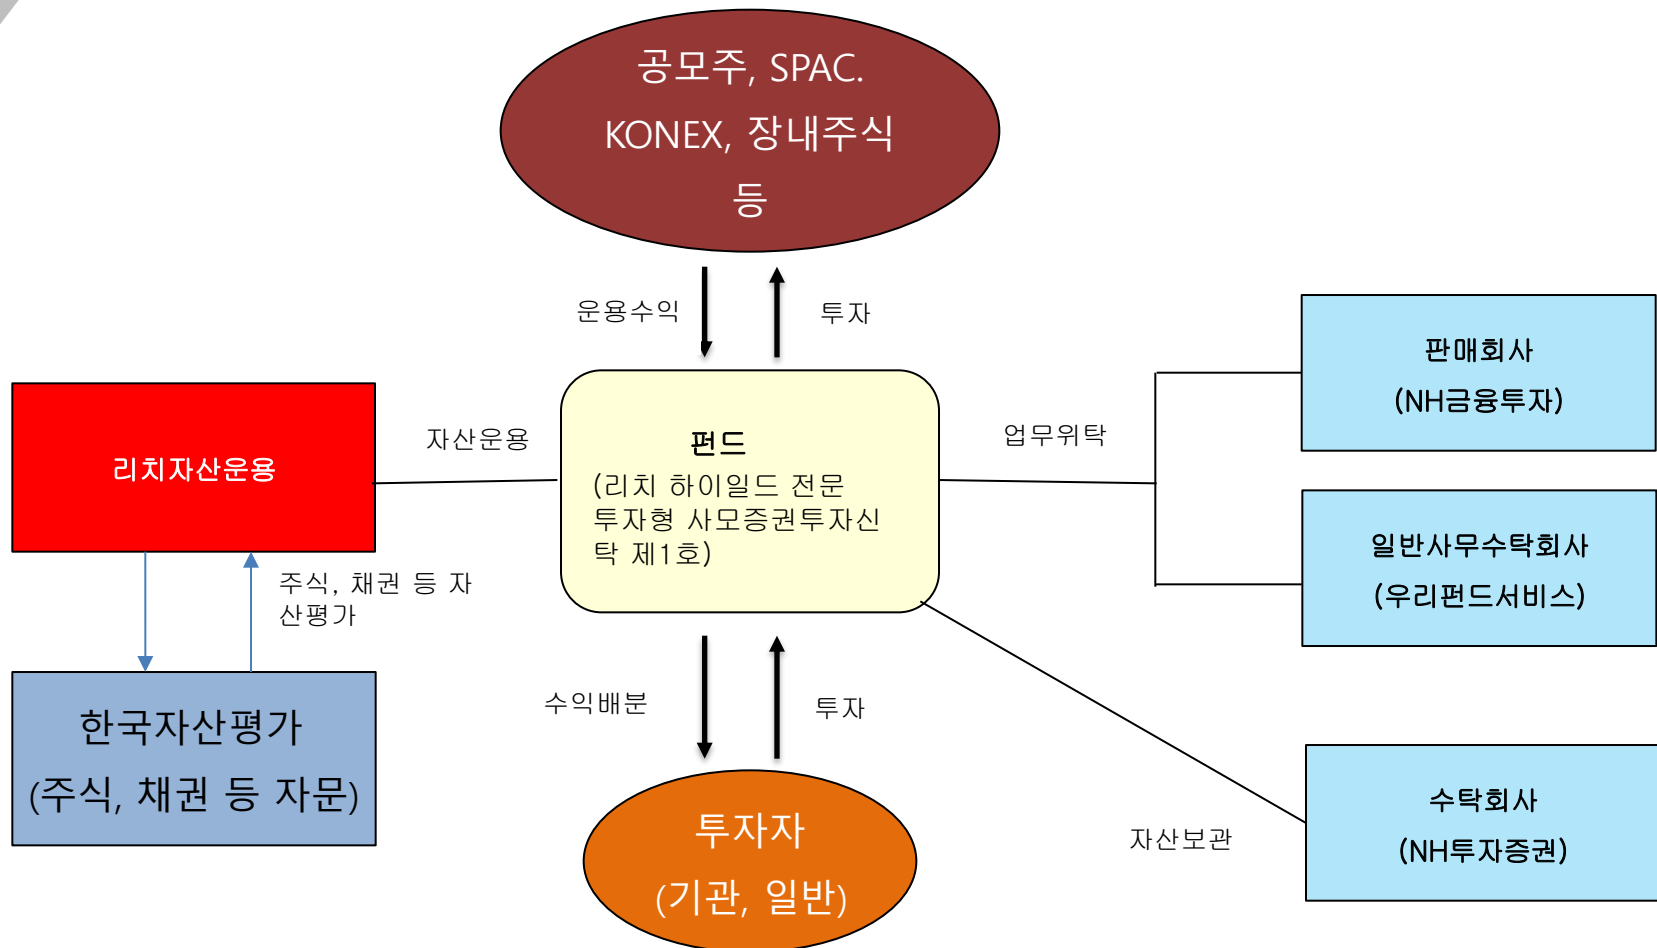 공모주, SPAC.
KONEX, 장내주식
등
운용수익
투자
판매회사
(NH금융투자)
리치자산운용
자산운용
펀드
(리치 하이일드 전문
투자형 사모증권투자신
탁 제1호)
업무위탁
일반사무수탁회사
(우리펀드서비스)
주식, 채권 등 자
산평가
한국자산평가
(주식, 채권 등 자문)
수익배분
투자
투자자
(기관, 일반)
자산보관
수탁회사
(NH투자증권)